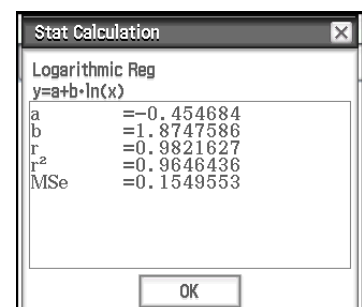 Stat Calculation
Logarithmic Reg
y=a+b·ln(x)
a =-0.454684
b =1.8747586
r =0.9821627
r² =0.9646436
MSe =0.1549553
OK